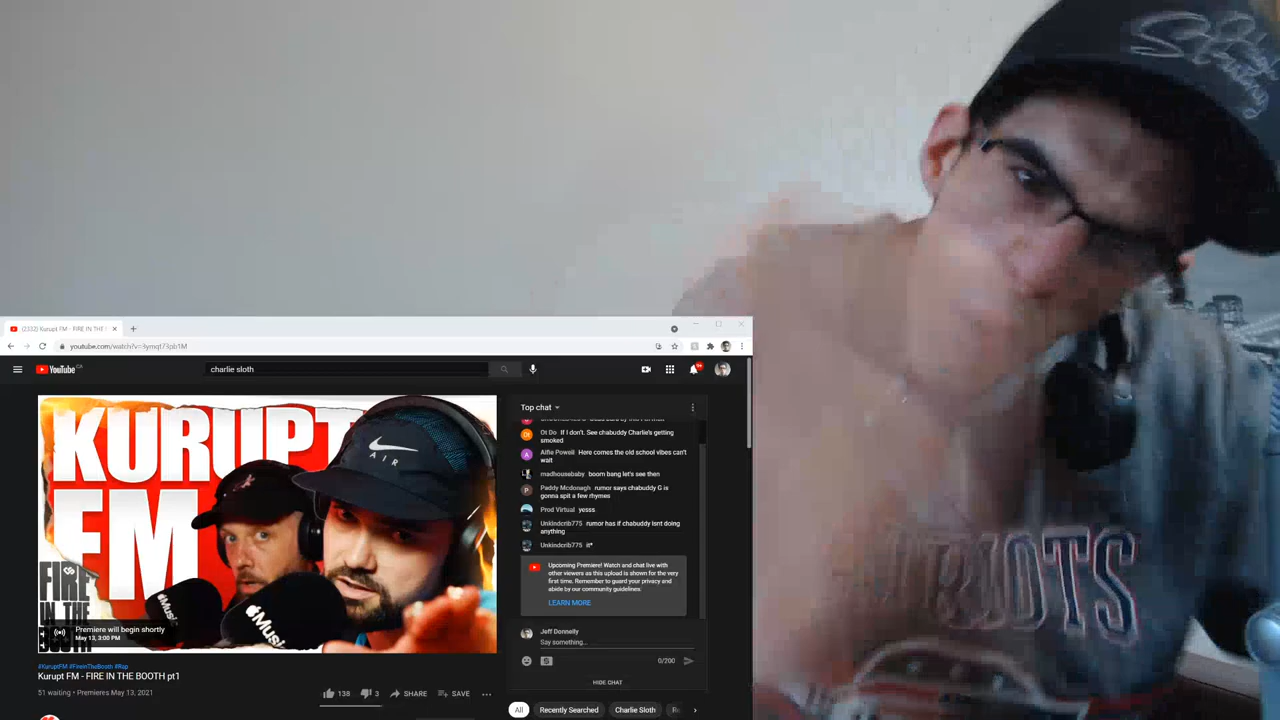 (2332) Kurupt FM - FIRE IN THE
youtube.com/watch?v=3ymqt73pb1M
YouTube CA
charlie sloth
9+
KURUPT
FM
AIR
FIRE
IN THE
BOOTH
#Musi
#Musi
Premiere will begin shortly
May 13, 3:00 PM
#KuruptFM #FireInTheBooth #Rap
Kurupt FM - FIRE IN THE BOOTH pt1
51 waiting • Premieres May 13, 2021
138
3
SHARE
SAVE
Top chat
Ot Do If I don't. See chabuddy Charlie's getting
smoked
Alfie Powell Here comes the old school vibes can't
wait
madhousebaby boom bang let's see then
Paddy Mcdonagh rumor says chabuddy G is
gonna spit a few rhymes
Prod Virtual yesss
Unkindcrib775 rumor has if chabuddy isnt doing
anything
Unkindcrib775 it*
Upcoming Premiere! Watch and chat live with
other viewers as this upload is shown for the very
first time. Remember to guard your privacy and
abide by our community guidelines.
LEARN MORE
Jeff Donnelly
Say something...
0/200
HIDE CHAT
All
Recently Searched
Charlie Sloth